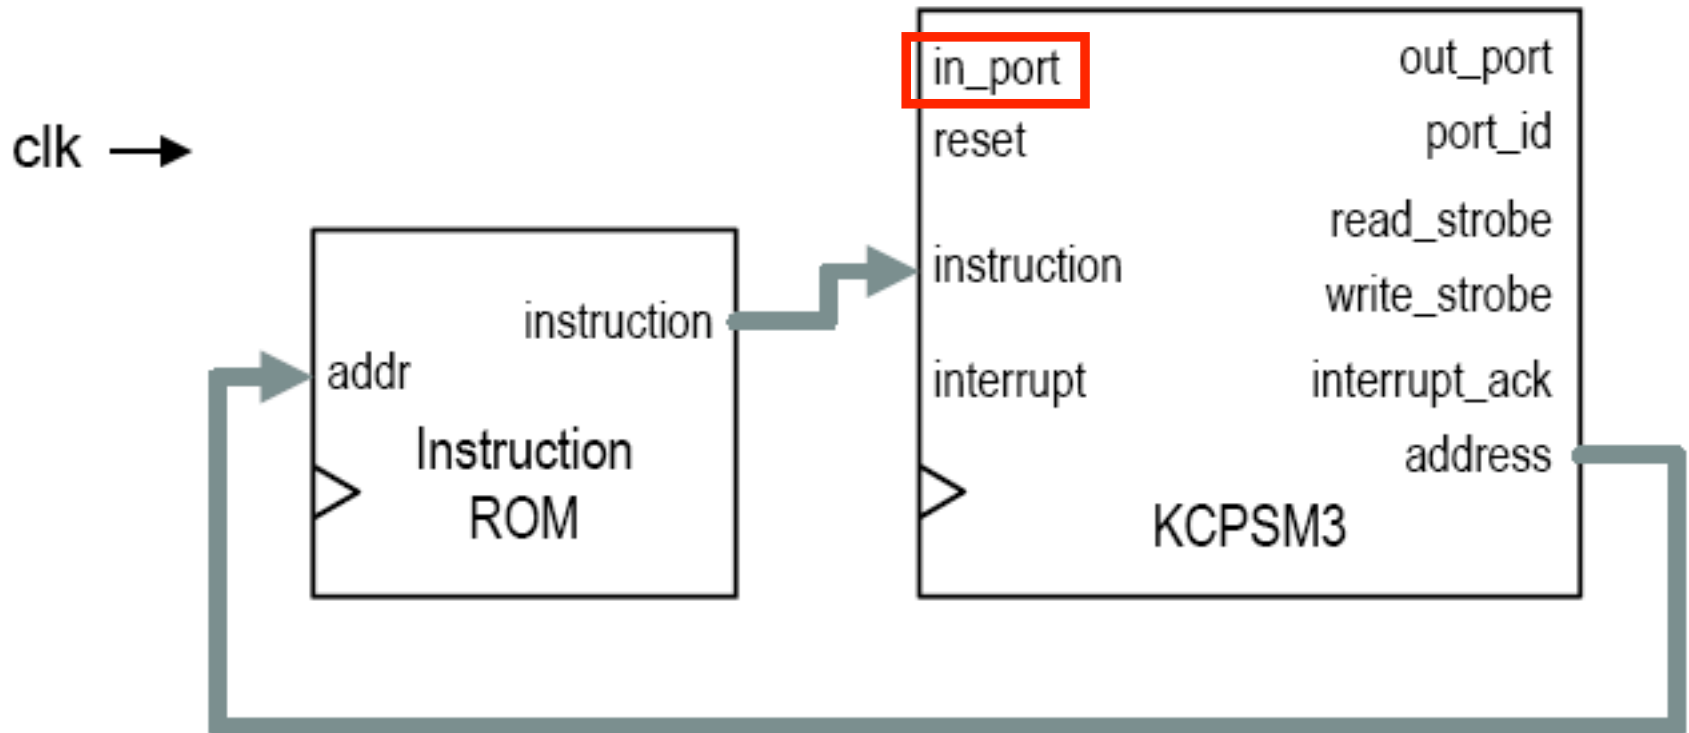 clk
addr
instruction
Instruction
ROM
in_port
reset
instruction
interrupt
out_port
port_id
read_strobe
write_strobe
interrupt_ack
address
KCPSM3